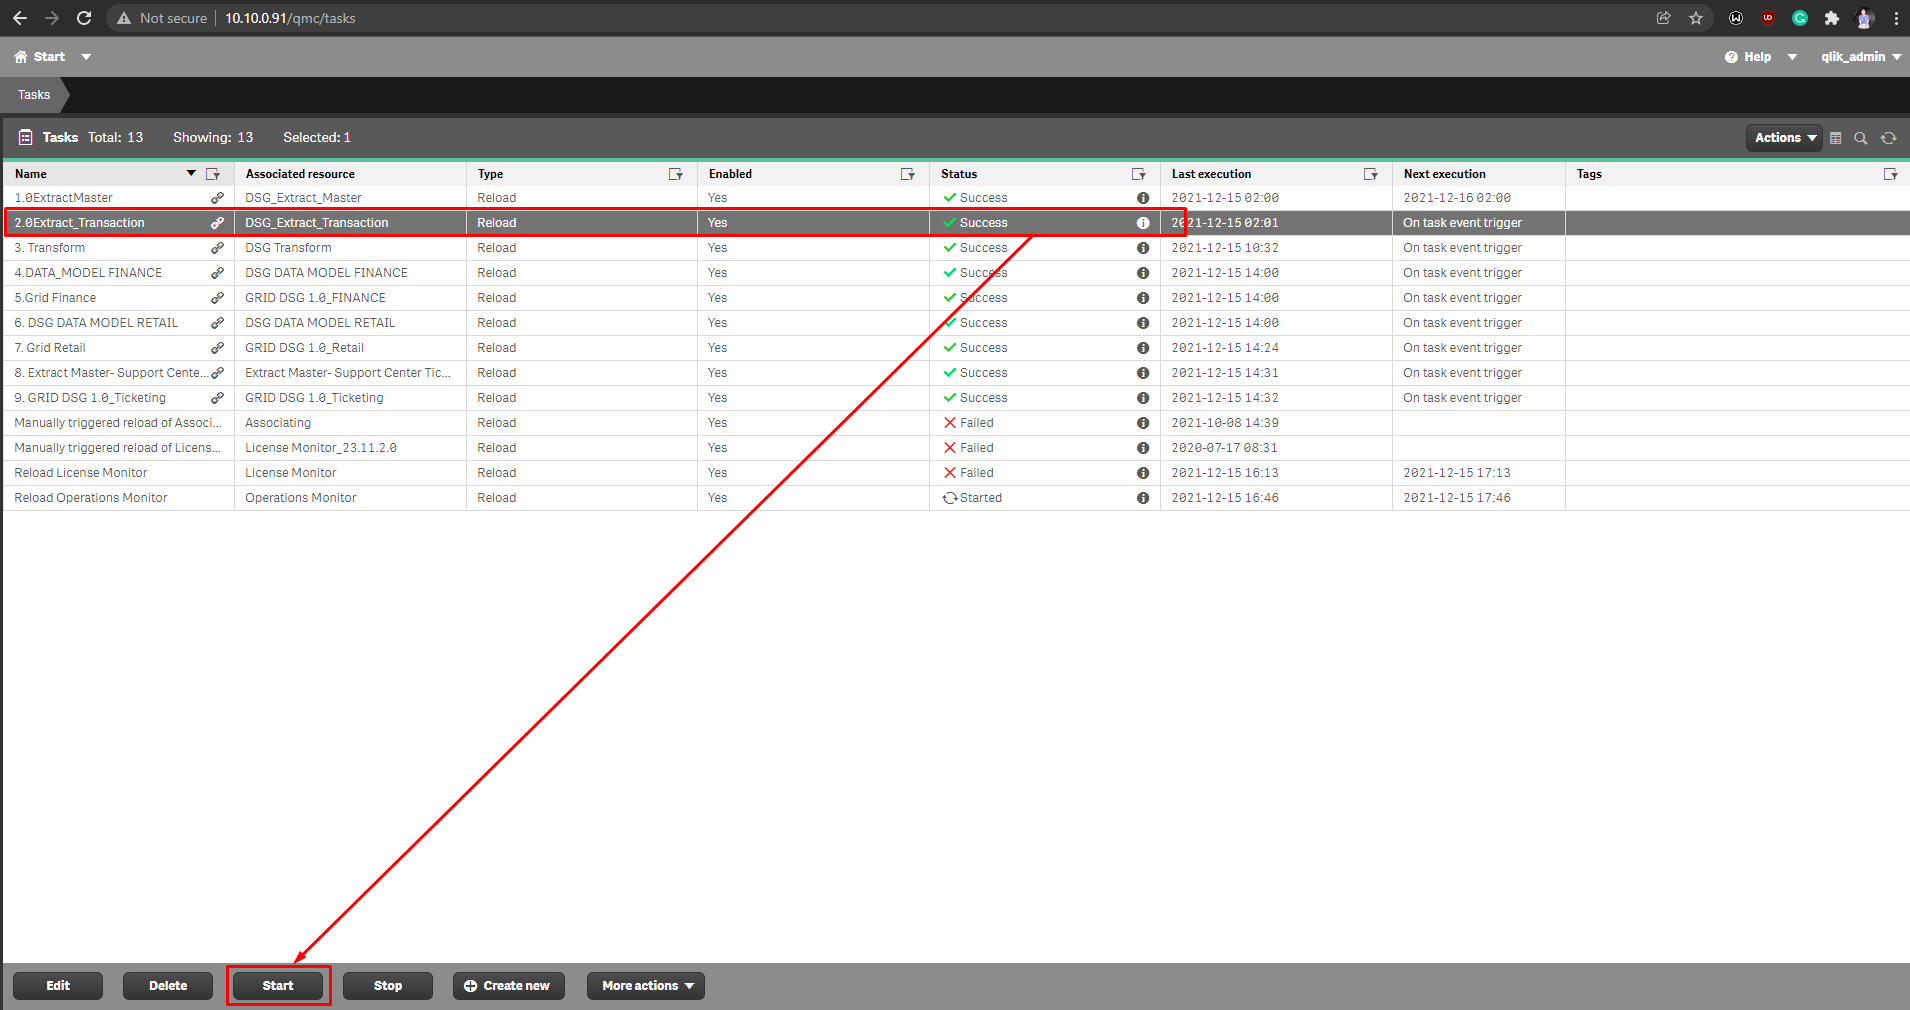 Not secure 10.10.0.91/qmc/tasks
Start Help qlik_admin
Tasks
Tasks Total: 13 Showing: 13 Selected: 1 Actions
Name Associated resource Type Enabled Status Last execution Next execution Tags
1.0ExtractMaster DSG_Extract_Master Reload Yes Success 2021-12-15 02:00 2021-12-16 02:00
2.0Extract_Transaction DSG_Extract_Transaction Reload Yes Success 2021-12-15 02:01 On task event trigger
3. Transform DSG Transform Reload Yes Success 2021-12-15 10:32 On task event trigger
4.DATA_MODEL FINANCE DSG DATA MODEL FINANCE Reload Yes Success 2021-12-15 14:00 On task event trigger
5.Grid Finance GRID DSG 1.0_FINANCE Reload Yes Success 2021-12-15 14:00 On task event trigger
6. DSG DATA MODEL RETAIL DSG DATA MODEL RETAIL Reload Yes Success 2021-12-15 14:00 On task event trigger
7. Grid Retail GRID DSG 1.0_Retail Reload Yes Success 2021-12-15 14:24 On task event trigger
8. Extract Master- Support Cente... Extract Master- Support Center Tic... Reload Yes Success 2021-12-15 14:31 On task event trigger
9. GRID DSG 1.0_Ticketing GRID DSG 1.0_Ticketing Reload Yes Success 2021-12-15 14:32 On task event trigger
Manually triggered reload of Associ... Associating Reload Yes Failed 2021-10-08 14:39
Manually triggered reload of Licens... License Monitor_23.11.2.0 Reload Yes Failed 2020-07-17 08:31
Reload License Monitor License Monitor Reload Yes Failed 2021-12-15 16:13 2021-12-15 17:13
Reload Operations Monitor Operations Monitor Reload Yes Started 2021-12-15 16:46 2021-12-15 17:46
Edit Delete Start Stop Create new More actions